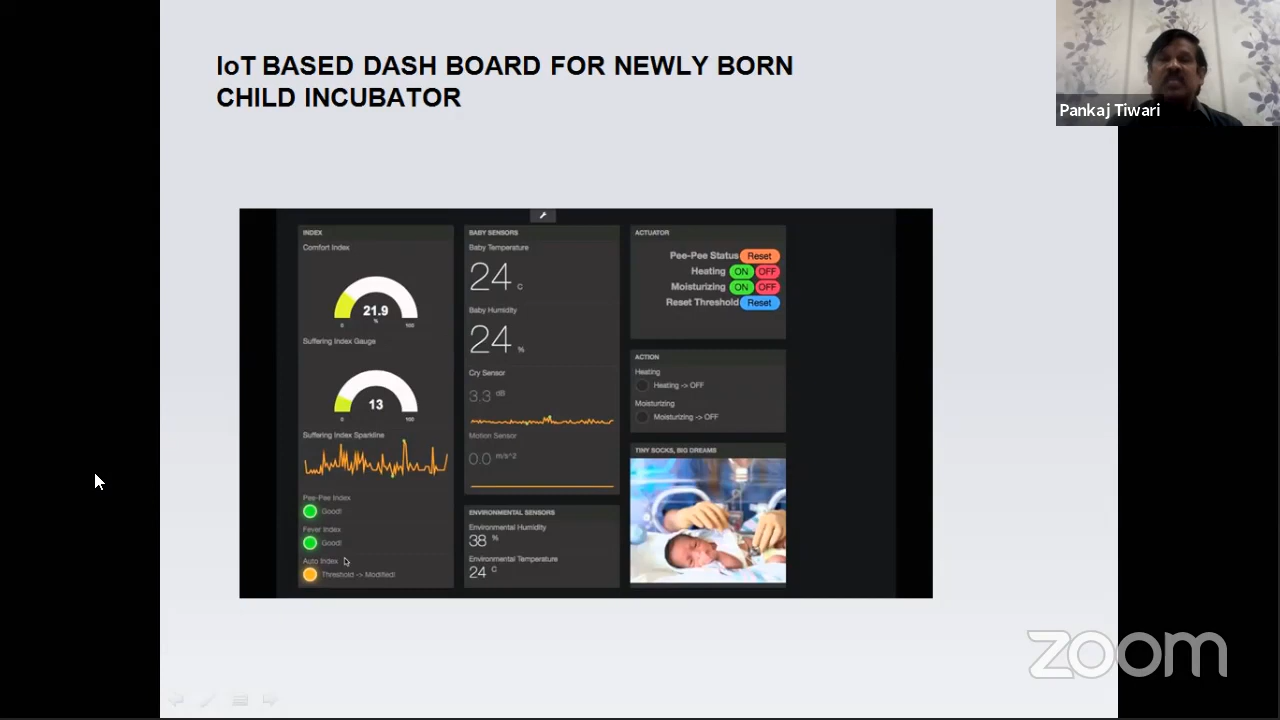 IoT BASED DASH BOARD FOR NEWLY BORN
CHILD INCUBATOR
Pankaj Tiwari
INDEX
Comfort Index
21.9
%
0 100
Suffering Index Gauge
13
0 100
Suffering Index Sparkline
Pee-Pee Index
Good!
Fever Index
Good!
Auto Index
Threshold -> Modified!
BABY SENSORS
Baby Temperature
24 C
Baby Humidity
24 %
Cry Sensor
3.3 dB
Motion Sensor
0.0 m/s^2
ENVIRONMENTAL SENSORS
Environmental Humidity
38 %
Environmental Temperature
24 C
ACTUATOR
Pee-Pee Status Reset
Heating ON OFF
Moisturizing ON OFF
Reset Threshold Reset
ACTION
Heating
Heating -> OFF
Moisturizing
Moisturizing -> OFF
TINY SOCKS, BIG DREAMS
zoom